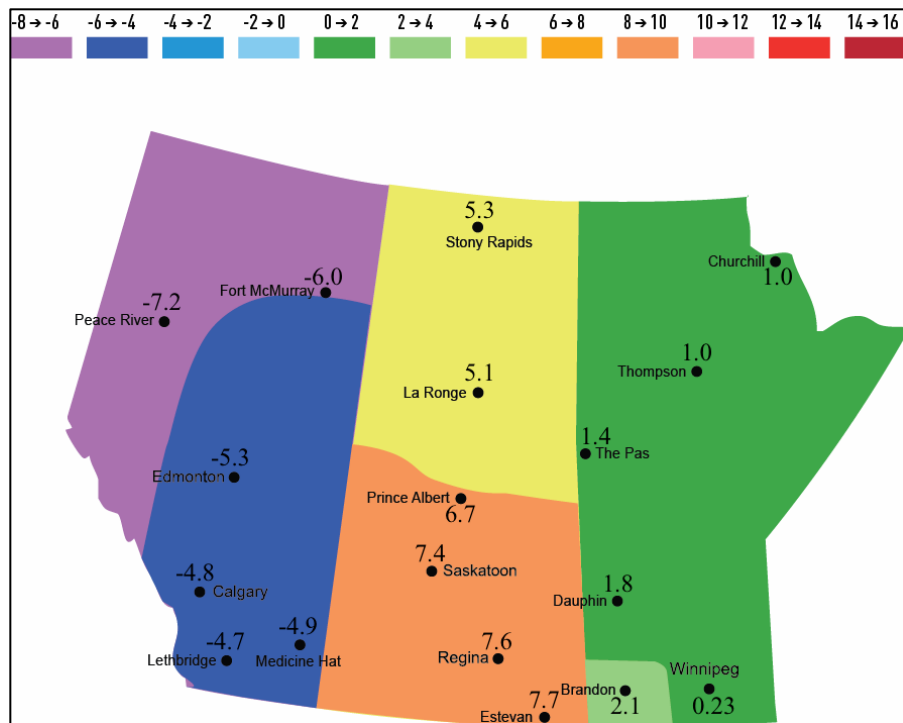 -8 → -6 -6 → -4 -4 → -2 -2 → 0 0 → 2 2 → 4 4 → 6 6 → 8 8 → 10 10 → 12 12 → 14 14 → 16
5.3
Stony Rapids
Churchill
1.0
-6.0
Fort McMurray
-7.2
Peace River
1.0
Thompson
5.1
La Ronge
1.4
The Pas
-5.3
Edmonton
Prince Albert
6.7
7.4
Saskatoon
-4.8
Calgary
1.8
Dauphin
-4.7
Lethbridge
-4.9
Medicine Hat
7.6
Regina
Winnipeg
0.23
Brandon
2.1
7.7
Estevan